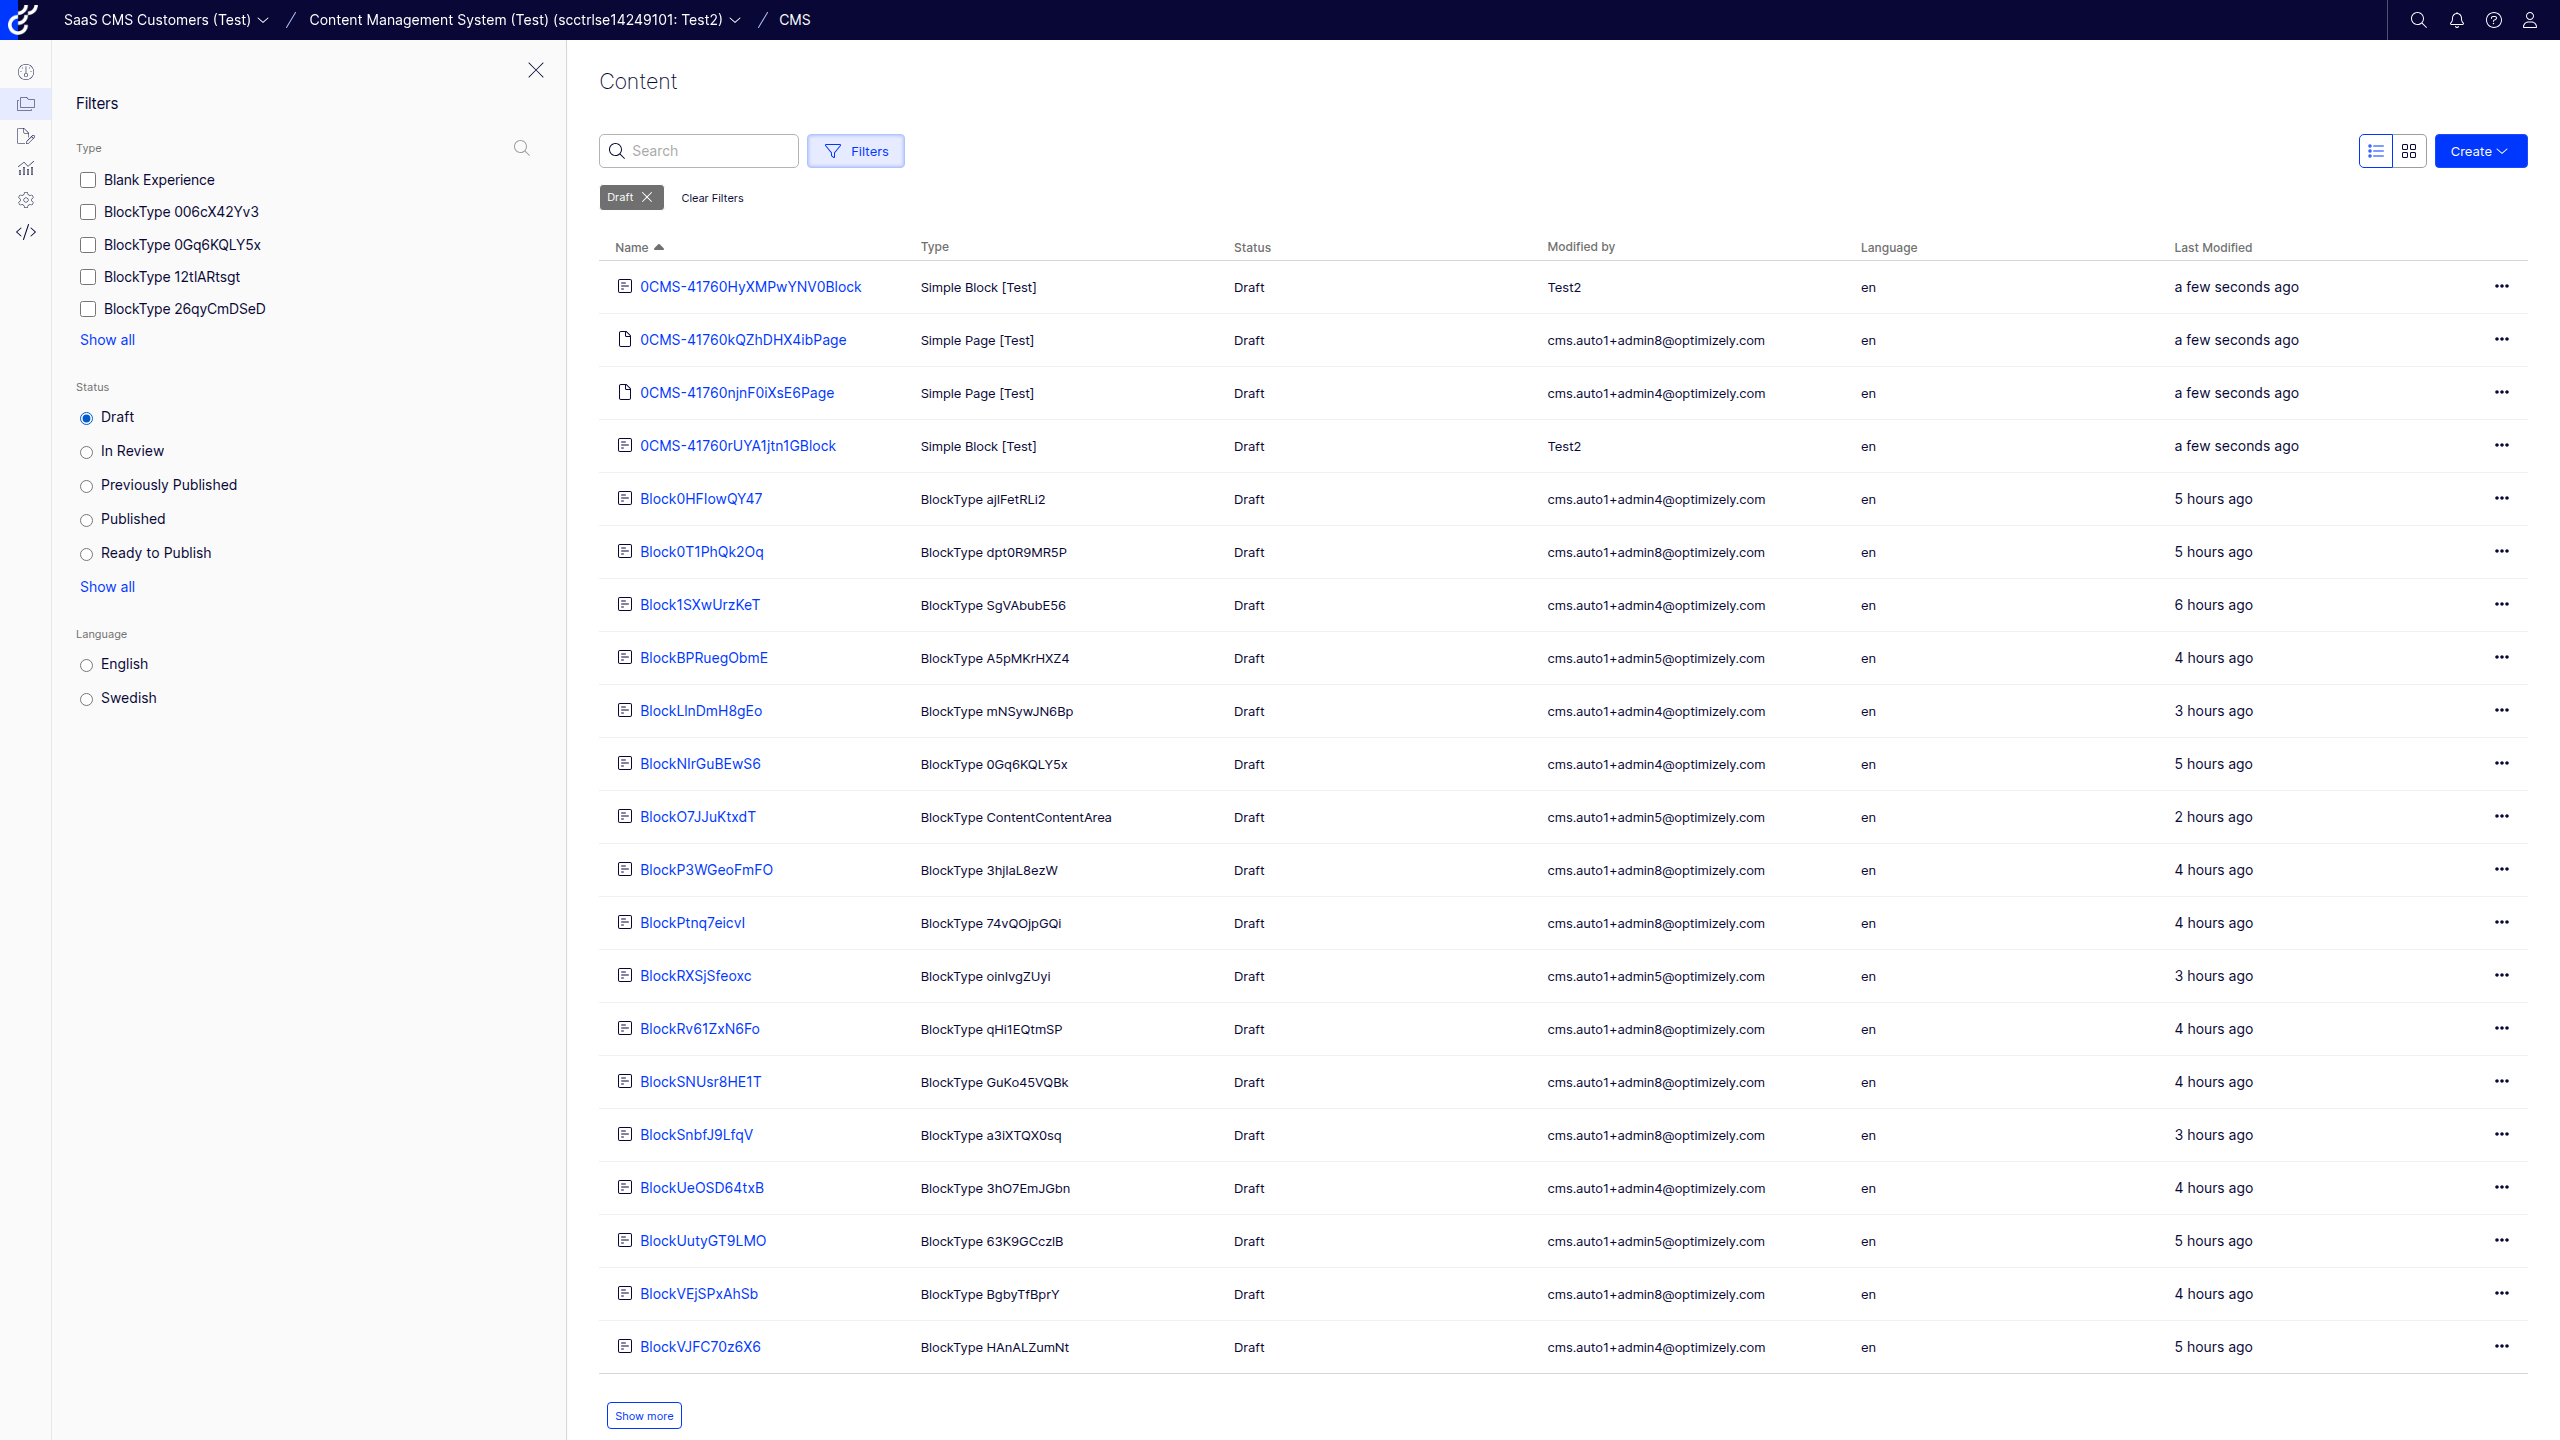 SaaS CMS Customers (Test) / Content Management System (Test) (scctrlse14249101: Test2) / CMS
Filters
Type
Blank Experience
BlockType 006cX42Yv3
BlockType 0Gq6KQLY5x
BlockType 12tlARtsgt
BlockType 26qyCmDSeD
Show all
Status
Draft
In Review
Previously Published
Published
Ready to Publish
Show all
Language
English
Swedish
Content
Search Filters Create
Draft Clear Filters
Name Type Status Modified by Language Last Modified
0CMS-41760HyXMPwYNV0Block Simple Block [Test] Draft Test2 en a few seconds ago
0CMS-41760kQZhDHX4ibPage Simple Page [Test] Draft cms.auto1+admin8@optimizely.com en a few seconds ago
0CMS-41760njnF0iXsE6Page Simple Page [Test] Draft cms.auto1+admin4@optimizely.com en a few seconds ago
0CMS-41760rUYA1jtn1GBlock Simple Block [Test] Draft Test2 en a few seconds ago
Block0HFlowQY47 BlockType ajlFetRLi2 Draft cms.auto1+admin4@optimizely.com en 5 hours ago
Block0T1PhQk2Oq BlockType dpt0R9MR5P Draft cms.auto1+admin8@optimizely.com en 5 hours ago
Block1SXwUrzKeT BlockType SgVAbubE56 Draft cms.auto1+admin4@optimizely.com en 6 hours ago
BlockBPRuegObmE BlockType A5pMKrHXZ4 Draft cms.auto1+admin5@optimizely.com en 4 hours ago
BlockLlnDmH8gEo BlockType mNSywJN6Bp Draft cms.auto1+admin4@optimizely.com en 3 hours ago
BlockNlrGuBEwS6 BlockType 0Gq6KQLY5x Draft cms.auto1+admin4@optimizely.com en 5 hours ago
BlockO7JJuKtxdT BlockType ContentContentArea Draft cms.auto1+admin5@optimizely.com en 2 hours ago
BlockP3WGeoFmFO BlockType 3hjlaL8ezW Draft cms.auto1+admin8@optimizely.com en 4 hours ago
BlockPtnq7eicvI BlockType 74vQOjpGQi Draft cms.auto1+admin8@optimizely.com en 4 hours ago
BlockRXSjSfeoxc BlockType oinlvgZUyi Draft cms.auto1+admin5@optimizely.com en 3 hours ago
BlockRv61ZxN6Fo BlockType qHi1EQtmSP Draft cms.auto1+admin8@optimizely.com en 4 hours ago
BlockSNUsr8HE1T BlockType GuKo45VQBk Draft cms.auto1+admin8@optimizely.com en 4 hours ago
BlockSnbfJ9LfqV BlockType a3iXTQX0sq Draft cms.auto1+admin8@optimizely.com en 3 hours ago
BlockUeOSD64txB BlockType 3hO7EmJGbn Draft cms.auto1+admin4@optimizely.com en 4 hours ago
BlockUutyGT9LMO BlockType 63K9GCczlB Draft cms.auto1+admin5@optimizely.com en 5 hours ago
BlockVEjSPxAhSb BlockType BgbyTfBprY Draft cms.auto1+admin8@optimizely.com en 4 hours ago
BlockVJFC70z6X6 BlockType HAnALZumNt Draft cms.auto1+admin4@optimizely.com en 5 hours ago
Show more